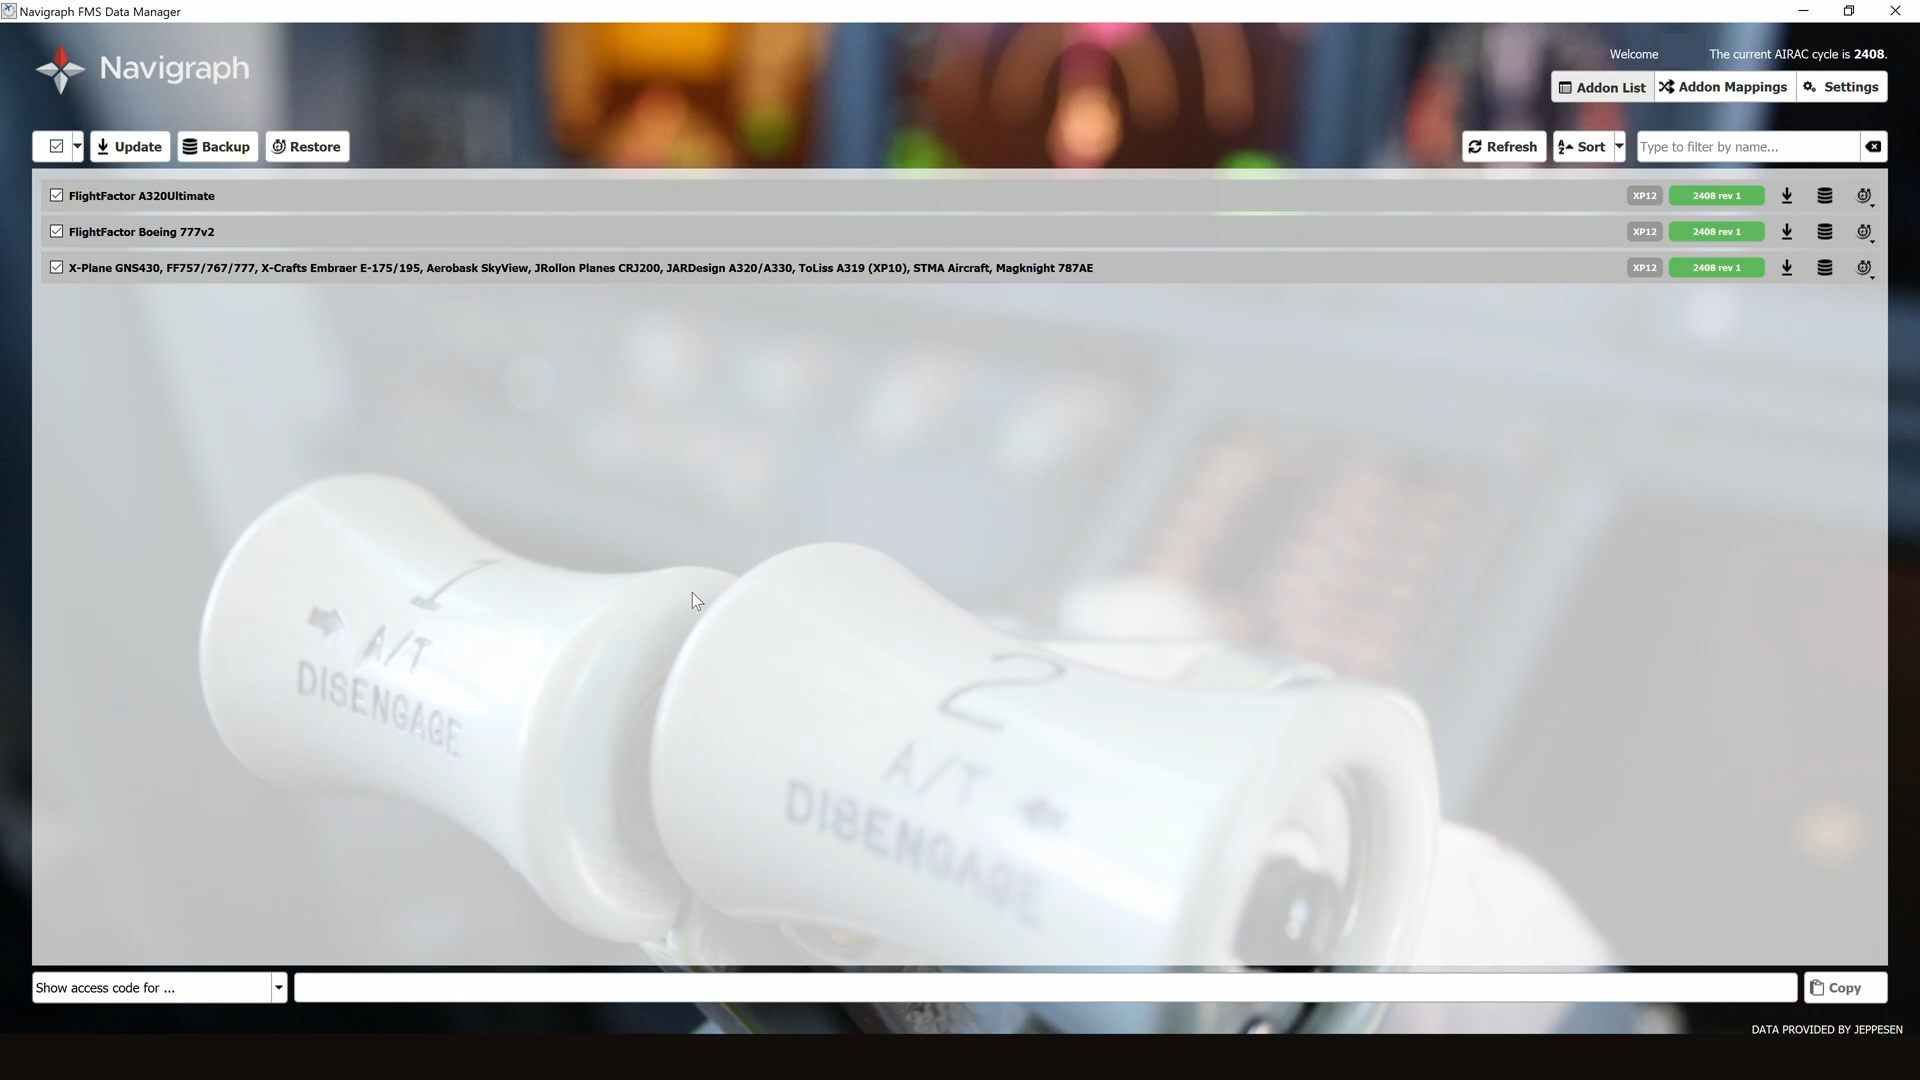 Navigraph FMS Data Manager
Navigraph
Welcome The current AIRAC cycle is 2408.
Addon List Addon Mappings Settings
Update Backup Restore Refresh Sort Type to filter by name...
FlightFactor A320Ultimate XP12 2408 rev 1
FlightFactor Boeing 777v2 XP12 2408 rev 1
X-Plane GNS430, FF757/767/777, X-Crafts Embraer E-175/195, Aerobask SkyView, JRollon Planes CRJ200, JARDesign A320/A330, ToLiss A319 (XP10), STMA Aircraft, Magknight 787AE XP12 2408 rev 1
1
A/T
DISENGAGE
2
A/T
DISENGAGE
Show access code for ... Copy
DATA PROVIDED BY JEPPESEN